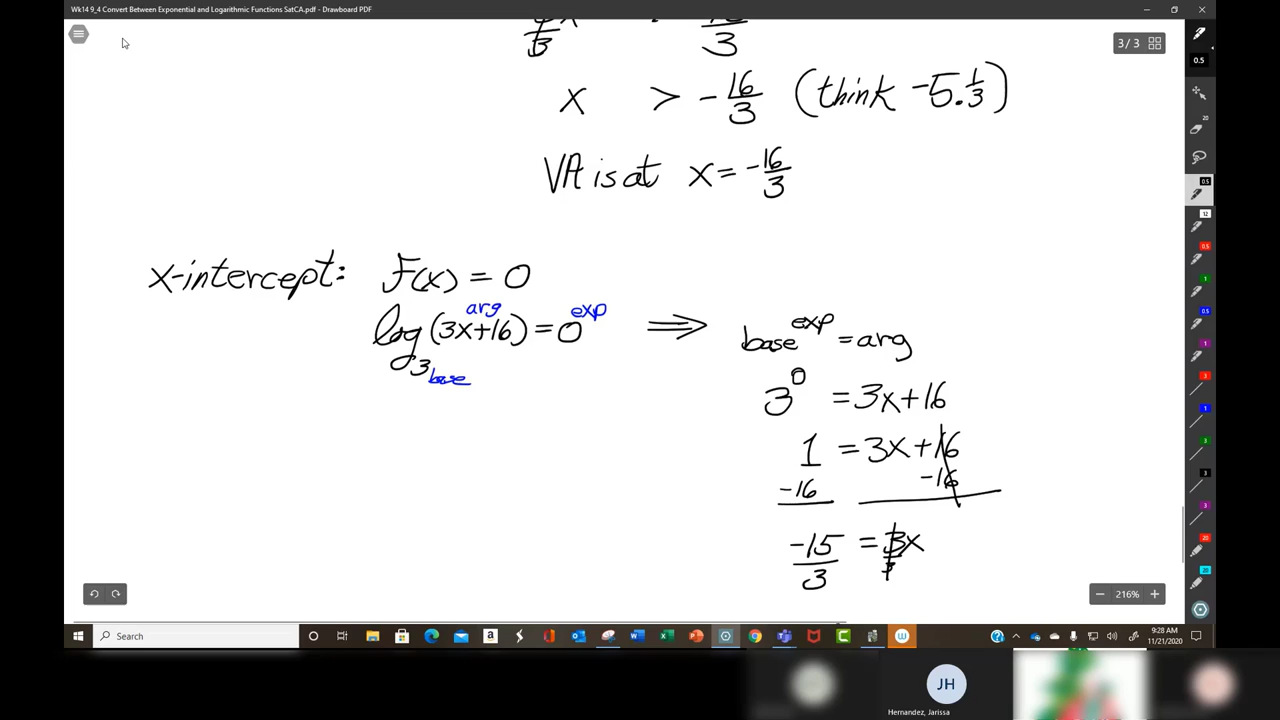 Wk14 9_4 Convert Between Exponential and Logarithmic Functions SatCA.pdf - Drawboard PDF
3 / 3
0.5
3
x > -16/3 (think -5.1/3)
VA is at x = -16/3
x-intercept: F(x) = 0
log3 (3x+16) = 0
arg
exp
base
⟹
base^exp = arg
3^0 = 3x+16
1 = 3x+16
-16 -16
-15/3 = 3x/3
216%
Search
9:28 AM
11/21/2020
JH
Hernandez, Jarissa